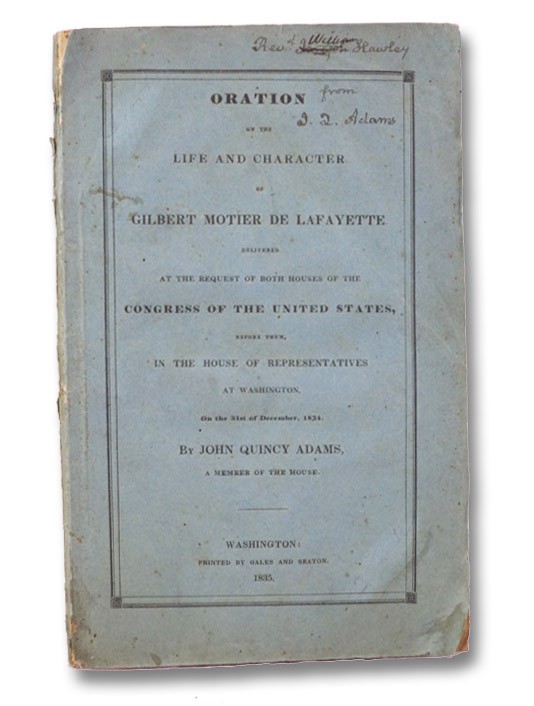 Revd. William Hawley
from
J. Q. Adams
ORATION
ON THE
LIFE AND CHARACTER
OF
GILBERT MOTIER DE LAFAYETTE
DELIVERED
AT THE REQUEST OF BOTH HOUSES OF THE
CONGRESS OF THE UNITED STATES,
BEFORE THEM,
IN THE HOUSE OF REPRESENTATIVES
AT WASHINGTON,
On the 31st of December, 1834.
BY JOHN QUINCY ADAMS,
A MEMBER OF THE HOUSE.
WASHINGTON:
PRINTED BY GALES AND SEATON.
1835.